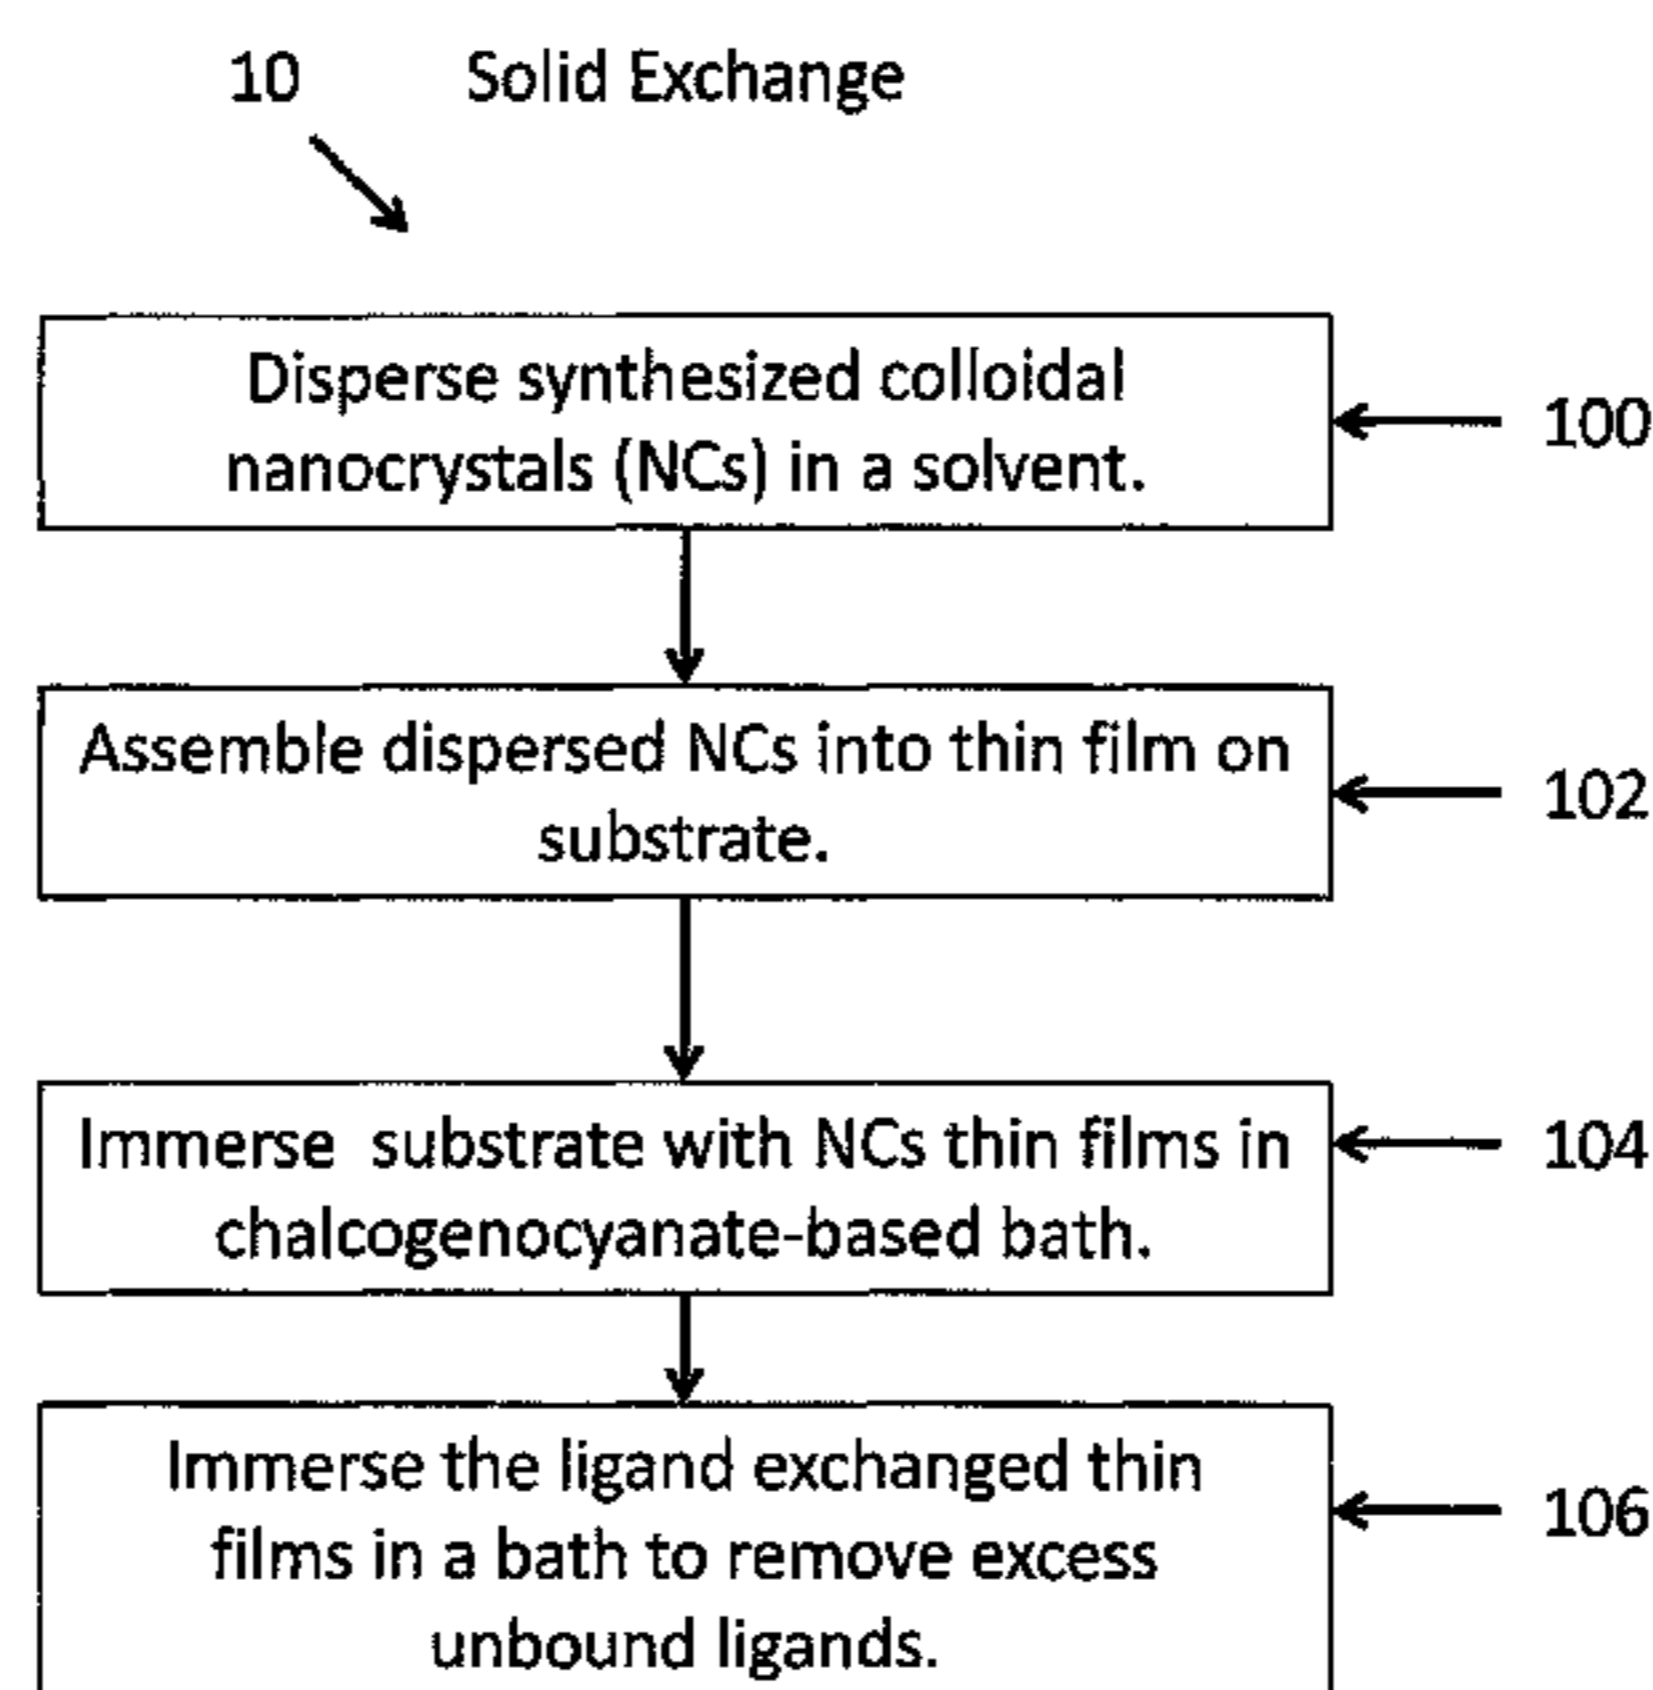 10 Solid Exchange
Disperse synthesized colloidal
nanocrystals (NCs) in a solvent.
100
Assemble dispersed NCs into thin film on
substrate.
102
Immerse substrate with NCs thin films in
chalcogenocyanate-based bath.
104
Immerse the ligand exchanged thin
films in a bath to remove excess
unbound ligands.
106